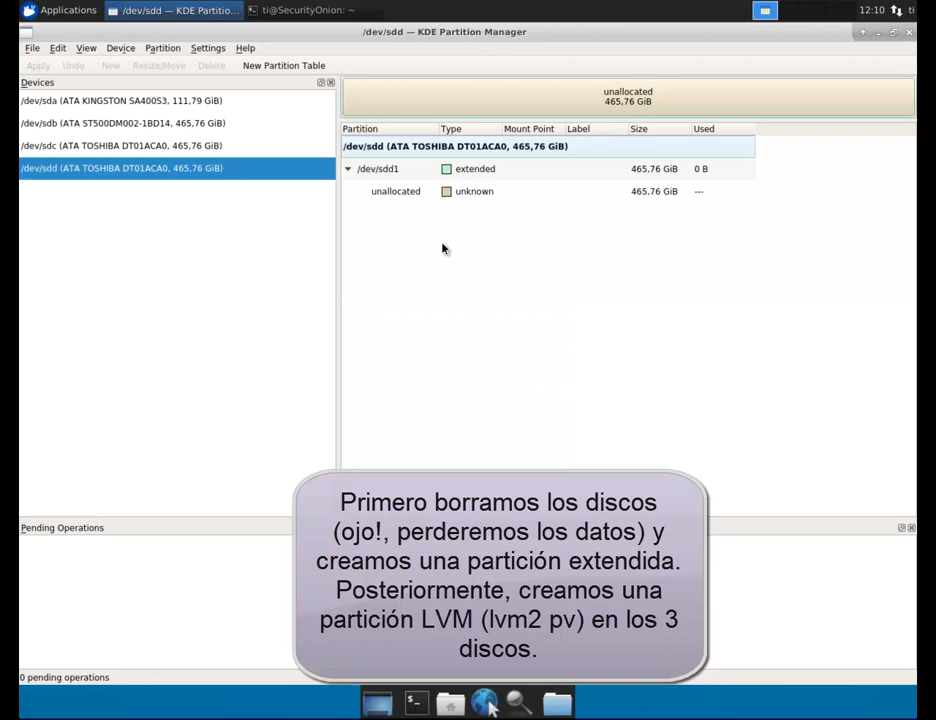 Applications /dev/sdd — KDE Partitio... ti@SecurityOnion: ~ 12:10 ti
/dev/sdd — KDE Partition Manager
File Edit View Device Partition Settings Help
Apply Undo New Resize/Move Delete New Partition Table
Devices
/dev/sda (ATA KINGSTON SA400S3, 111,79 GiB)
/dev/sdb (ATA ST500DM002-1BD14, 465,76 GiB)
/dev/sdc (ATA TOSHIBA DT01ACA0, 465,76 GiB)
/dev/sdd (ATA TOSHIBA DT01ACA0, 465,76 GiB)
unallocated
465,76 GiB
Partition Type Mount Point Label Size Used
/dev/sdd (ATA TOSHIBA DT01ACA0, 465,76 GiB)
/dev/sdd1 extended 465,76 GiB 0 B
unallocated unknown 465,76 GiB ---
Primero borramos los discos
(ojo!, perderemos los datos) y
creamos una partición extendida.
Posteriormente, creamos una
partición LVM (lvm2 pv) en los 3
discos.
Pending Operations
0 pending operations